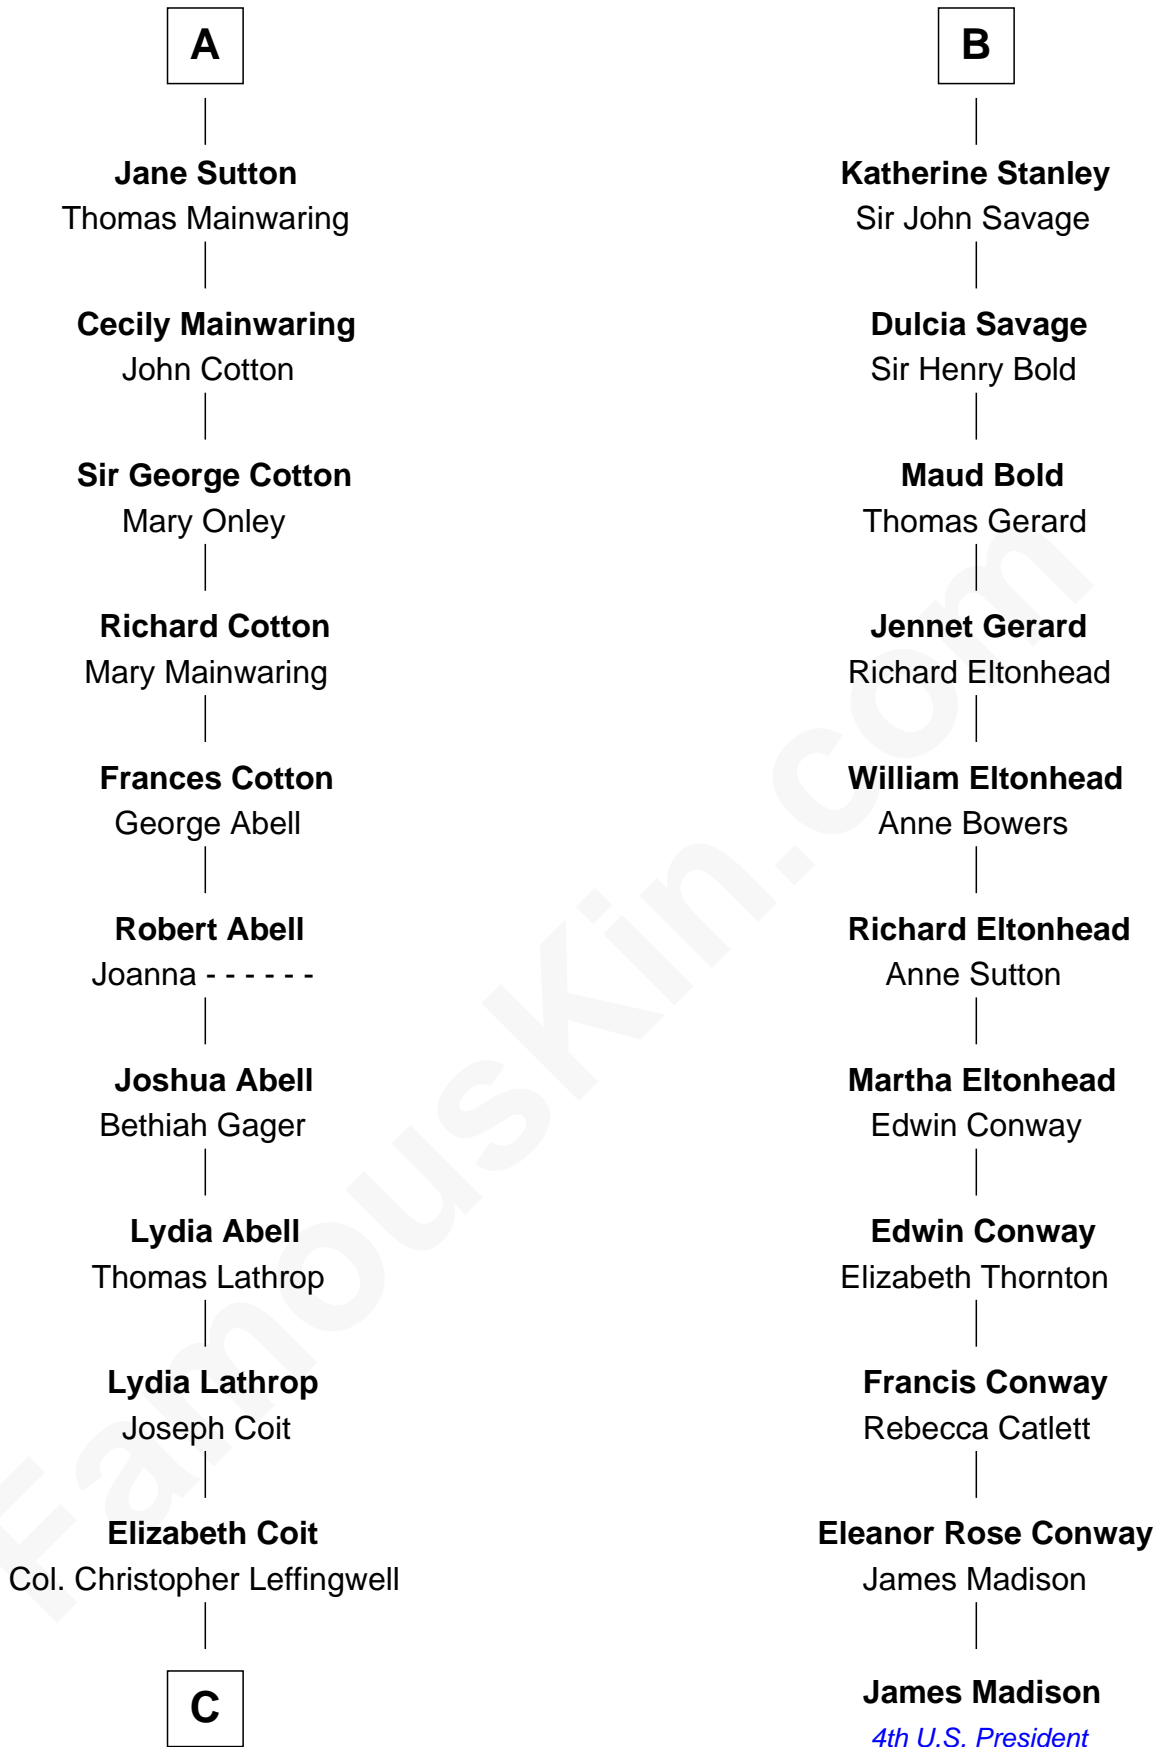 A
Jane Sutton
Thomas Mainwaring
Cecily Mainwaring
John Cotton
Sir George Cotton
Mary Onley
Richard Cotton
Mary Mainwaring
Frances Cotton
George Abell
Robert Abell
Joanna - - - - - -
Joshua Abell
Bethiah Gager
Lydia Abell
Thomas Lathrop
Lydia Lathrop
Joseph Coit
Elizabeth Coit
Col. Christopher Leffingwell
C
B
Katherine Stanley
Sir John Savage
Dulcia Savage
Sir Henry Bold
Maud Bold
Thomas Gerard
Jennet Gerard
Richard Eltonhead
William Eltonhead
Anne Bowers
Richard Eltonhead
Anne Sutton
Martha Eltonhead
Edwin Conway
Edwin Conway
Elizabeth Thornton
Francis Conway
Rebecca Catlett
Eleanor Rose Conway
James Madison
James Madison
4th U.S. President
FamousKin.com